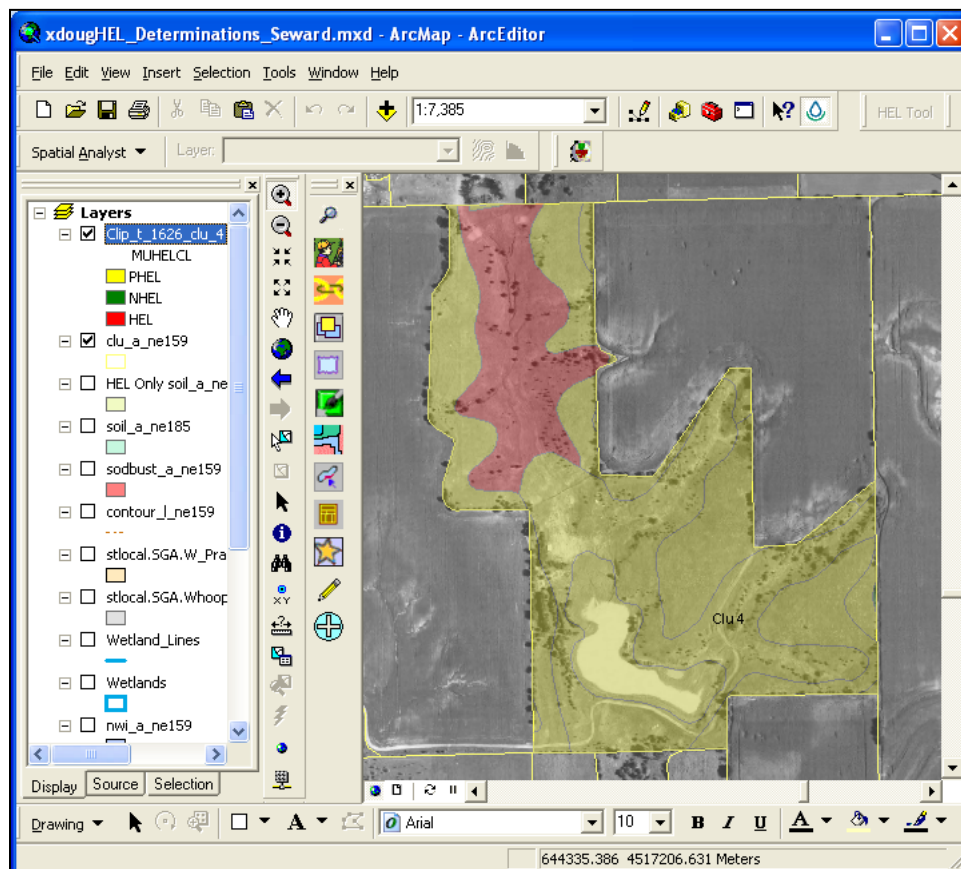 xdougHEL_Determinations_Seward.mxd - ArcMap - ArcEditor
File Edit View Insert Selection Tools Window Help
1:7,385
HEL Tool
Spatial Analyst
Layer:
Layers
Clip_t_1626_clu_4
MUHELCL
PHEL
NHEL
HEL
clu_a_ne159
HEL Only soil_a_ne
soil_a_ne185
sodbust_a_ne159
contour_l_ne159
stlocal.SGA.W_Pra
stlocal.SGA.Whoop
Wetland_Lines
Wetlands
nwi_a_ne159
Display Source Selection
XY
Clu 4
Drawing
A
Arial
10
B I U A
644335.386 4517206.631 Meters